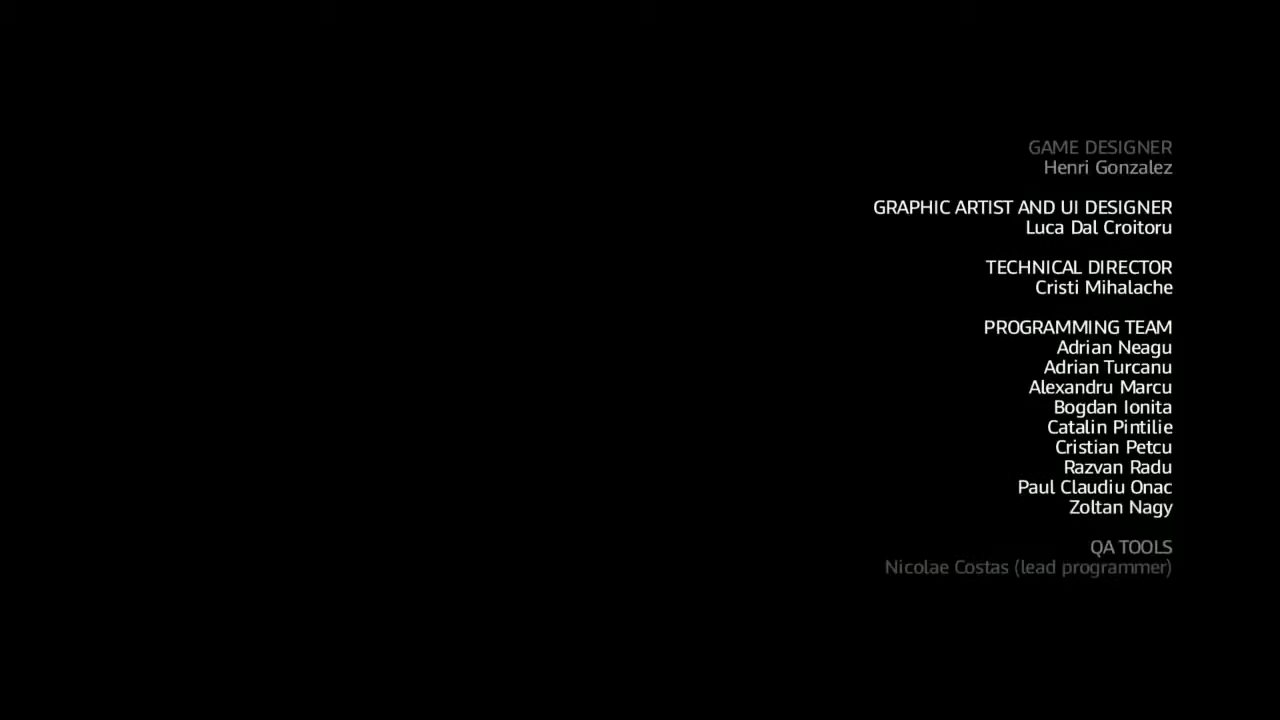 GAME DESIGNER
Henri Gonzalez
GRAPHIC ARTIST AND UI DESIGNER
Luca Dal Croitoru
TECHNICAL DIRECTOR
Cristi Mihalache
PROGRAMMING TEAM
Adrian Neagu
Adrian Turcanu
Alexandru Marcu
Bogdan Ionita
Catalin Pintilie
Cristian Petcu
Razvan Radu
Paul Claudiu Onac
Zoltan Nagy
QA TOOLS
Nicolae Costas (lead programmer)